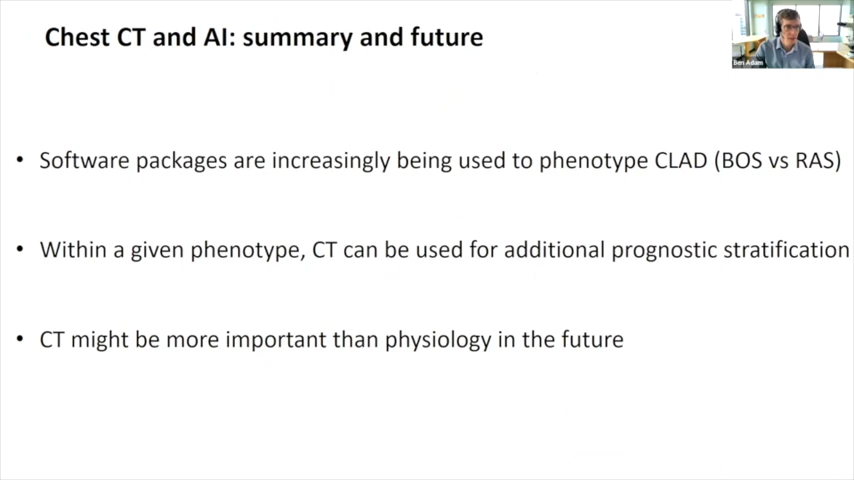 Chest CT and AI: summary and future
Ben Adam
• Software packages are increasingly being used to phenotype CLAD (BOS vs RAS)
• Within a given phenotype, CT can be used for additional prognostic stratification
• CT might be more important than physiology in the future